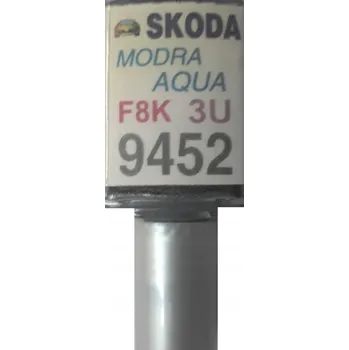 SKODA
MODRA
AQUA
F8K 3U
9452